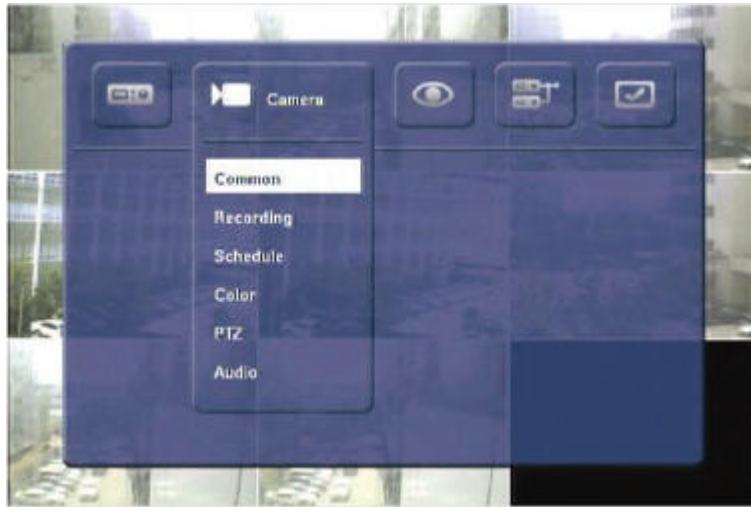 Camera
Common
Recording
Schedule
Color
PTZ
Audio